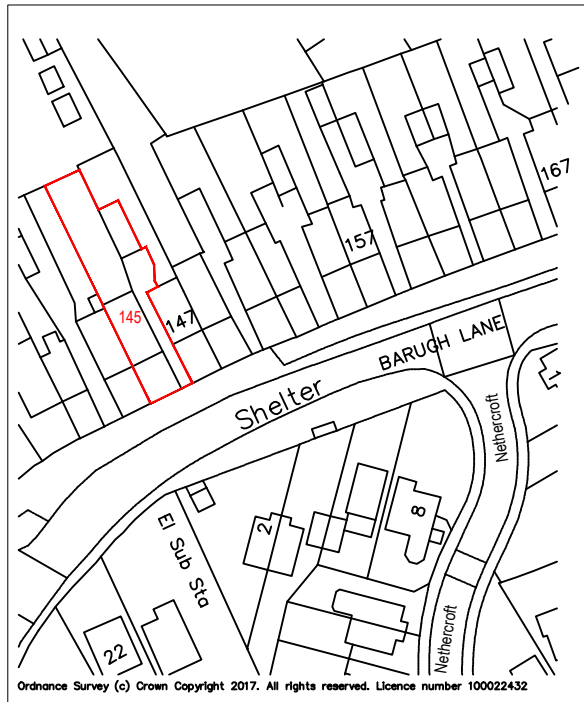 167
157
145
147
BARUGH LANE
Shelter
Nethercroft
1
2
8
El Sub Sta
Nethercroft
22
Ordnance Survey (c) Crown Copyright 2017. All rights reserved. Licence number 100022432